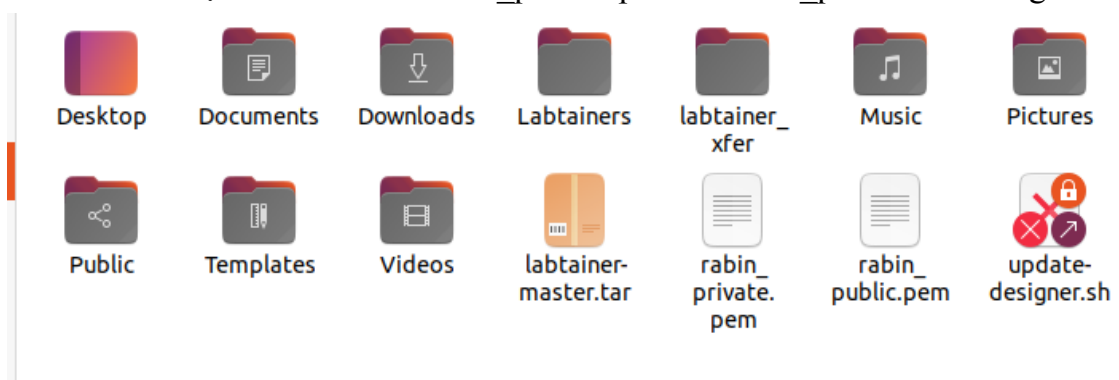 Desktop Documents Downloads Labtainers labtainer_ Music Pictures
xfer
Public Templates Videos labtainer- rabin_ rabin_ update-
master.tar private. public.pem designer.sh
pem